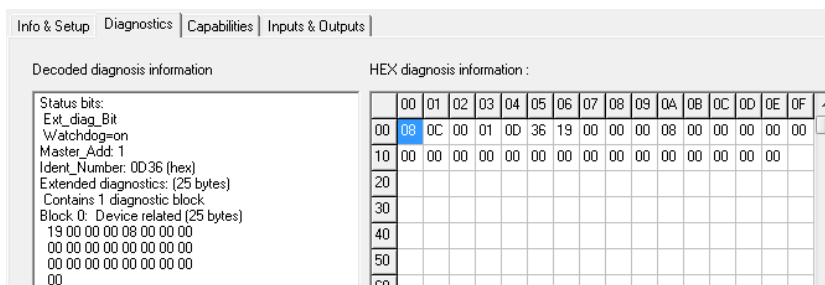 Info & Setup Diagnostics Capabilities Inputs & Outputs
Decoded diagnosis information
Status bits:
Ext_diag_Bit
Watchdog=on
Master_Add: 1
Ident_Number: 0D36 (hex)
Extended diagnostics: (25 bytes)
Contains 1 diagnostic block
Block 0: Device related (25 bytes)
19 00 00 00 08 00 00 00
00 00 00 00 00 00 00 00
00 00 00 00 00 00 00 00
00
HEX diagnosis information :
00 01 02 03 04 05 06 07 08 09 0A 0B 0C 0D 0E 0F
00 08 0C 00 01 0D 36 19 00 00 00 08 00 00 00 00 00
10 00 00 00 00 00 00 00 00 00 00 00 00 00 00 00
20
30
40
50
60